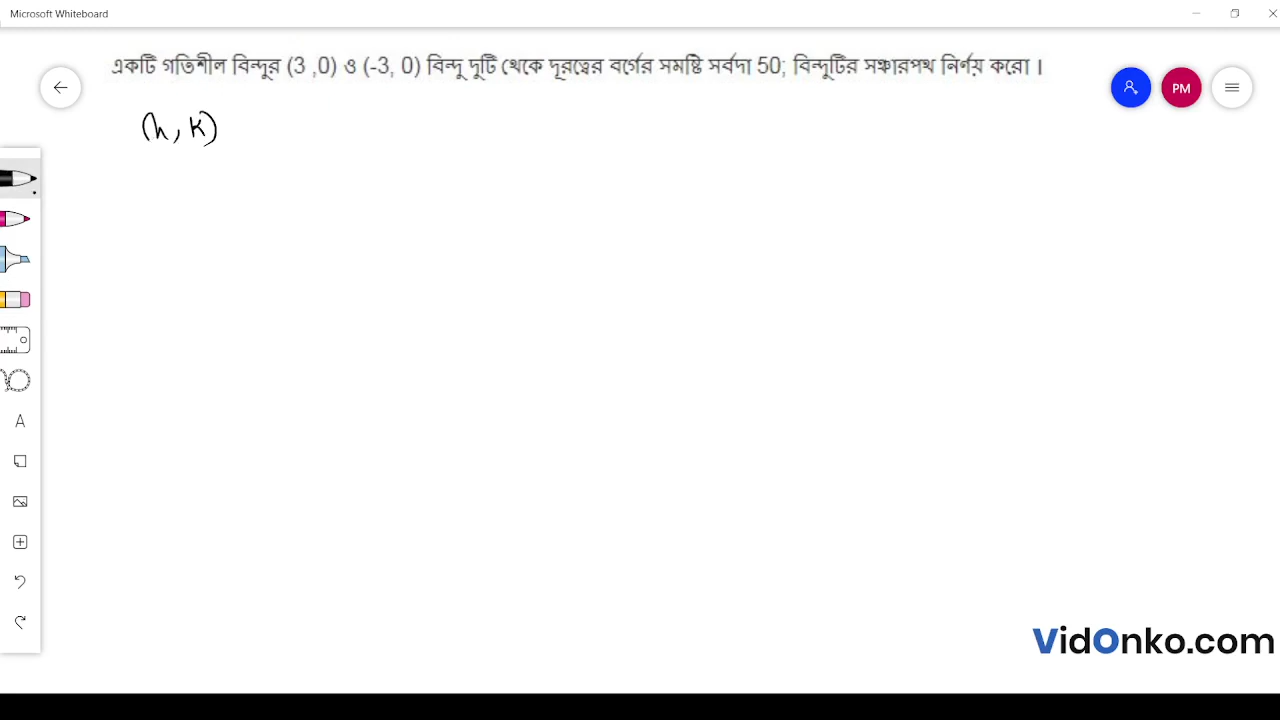 Microsoft Whiteboard
একটি গতিশীল বিন্দুর (3 ,0) ও (-3, 0) বিন্দু দূটি থেকে দূরত্বের বর্গের সমষ্টি সর্বদা 50; বিন্দুটির সঞ্চারপথ নির্ণয় করো ।
PM
(h, k)
A
VidOnko.com